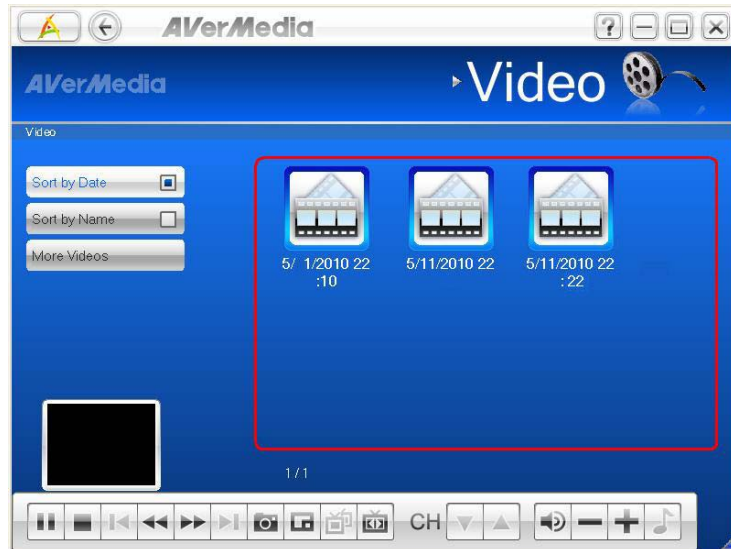 AVerMedia
?
AVerMedia
Video
Video
Sort by Date
Sort by Name
More Videos
5/ 1/2010 22
:10
5/11/2010 22
5/11/2010 22
:22
1/1
CH